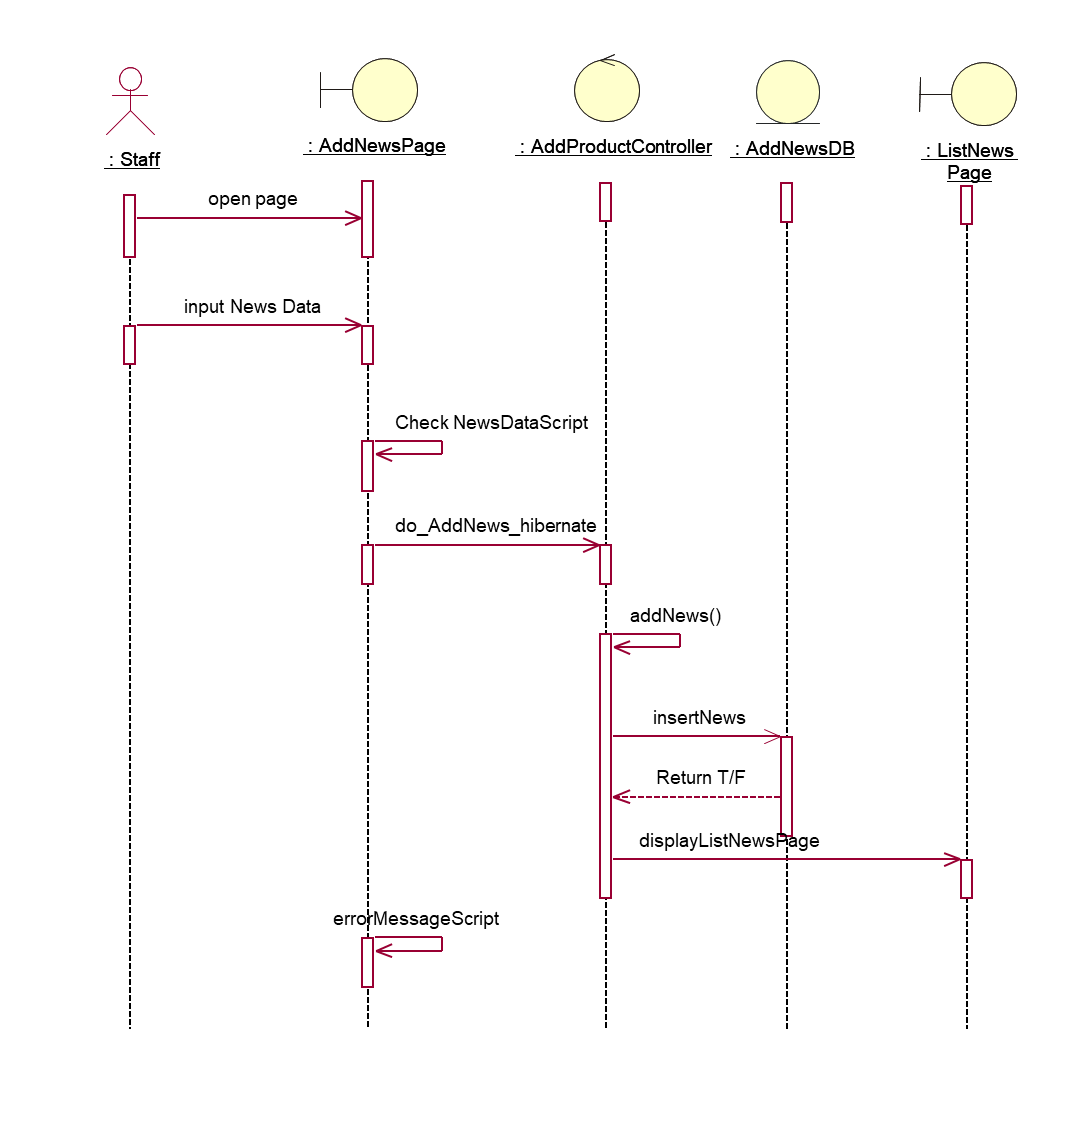 : Staff
: AddNewsPage
: AddProductController
: AddNewsDB
: ListNews
Page
open page
input News Data
Check NewsDataScript
do_AddNews_hibernate
addNews()
insertNews
Return T/F
displayListNewsPage
errorMessageScript